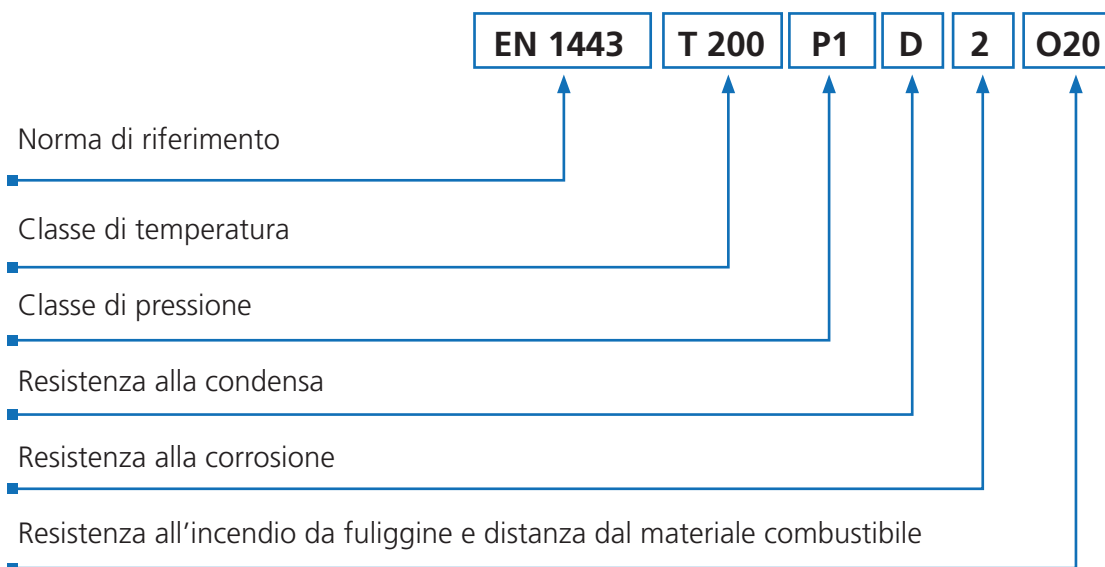 EN 1443 T 200 P1 D 2 O20
Norma di riferimento
Classe di temperatura
Classe di pressione
Resistenza alla condensa
Resistenza alla corrosione
Resistenza all’incendio da fuliggine e distanza dal materiale combustibile